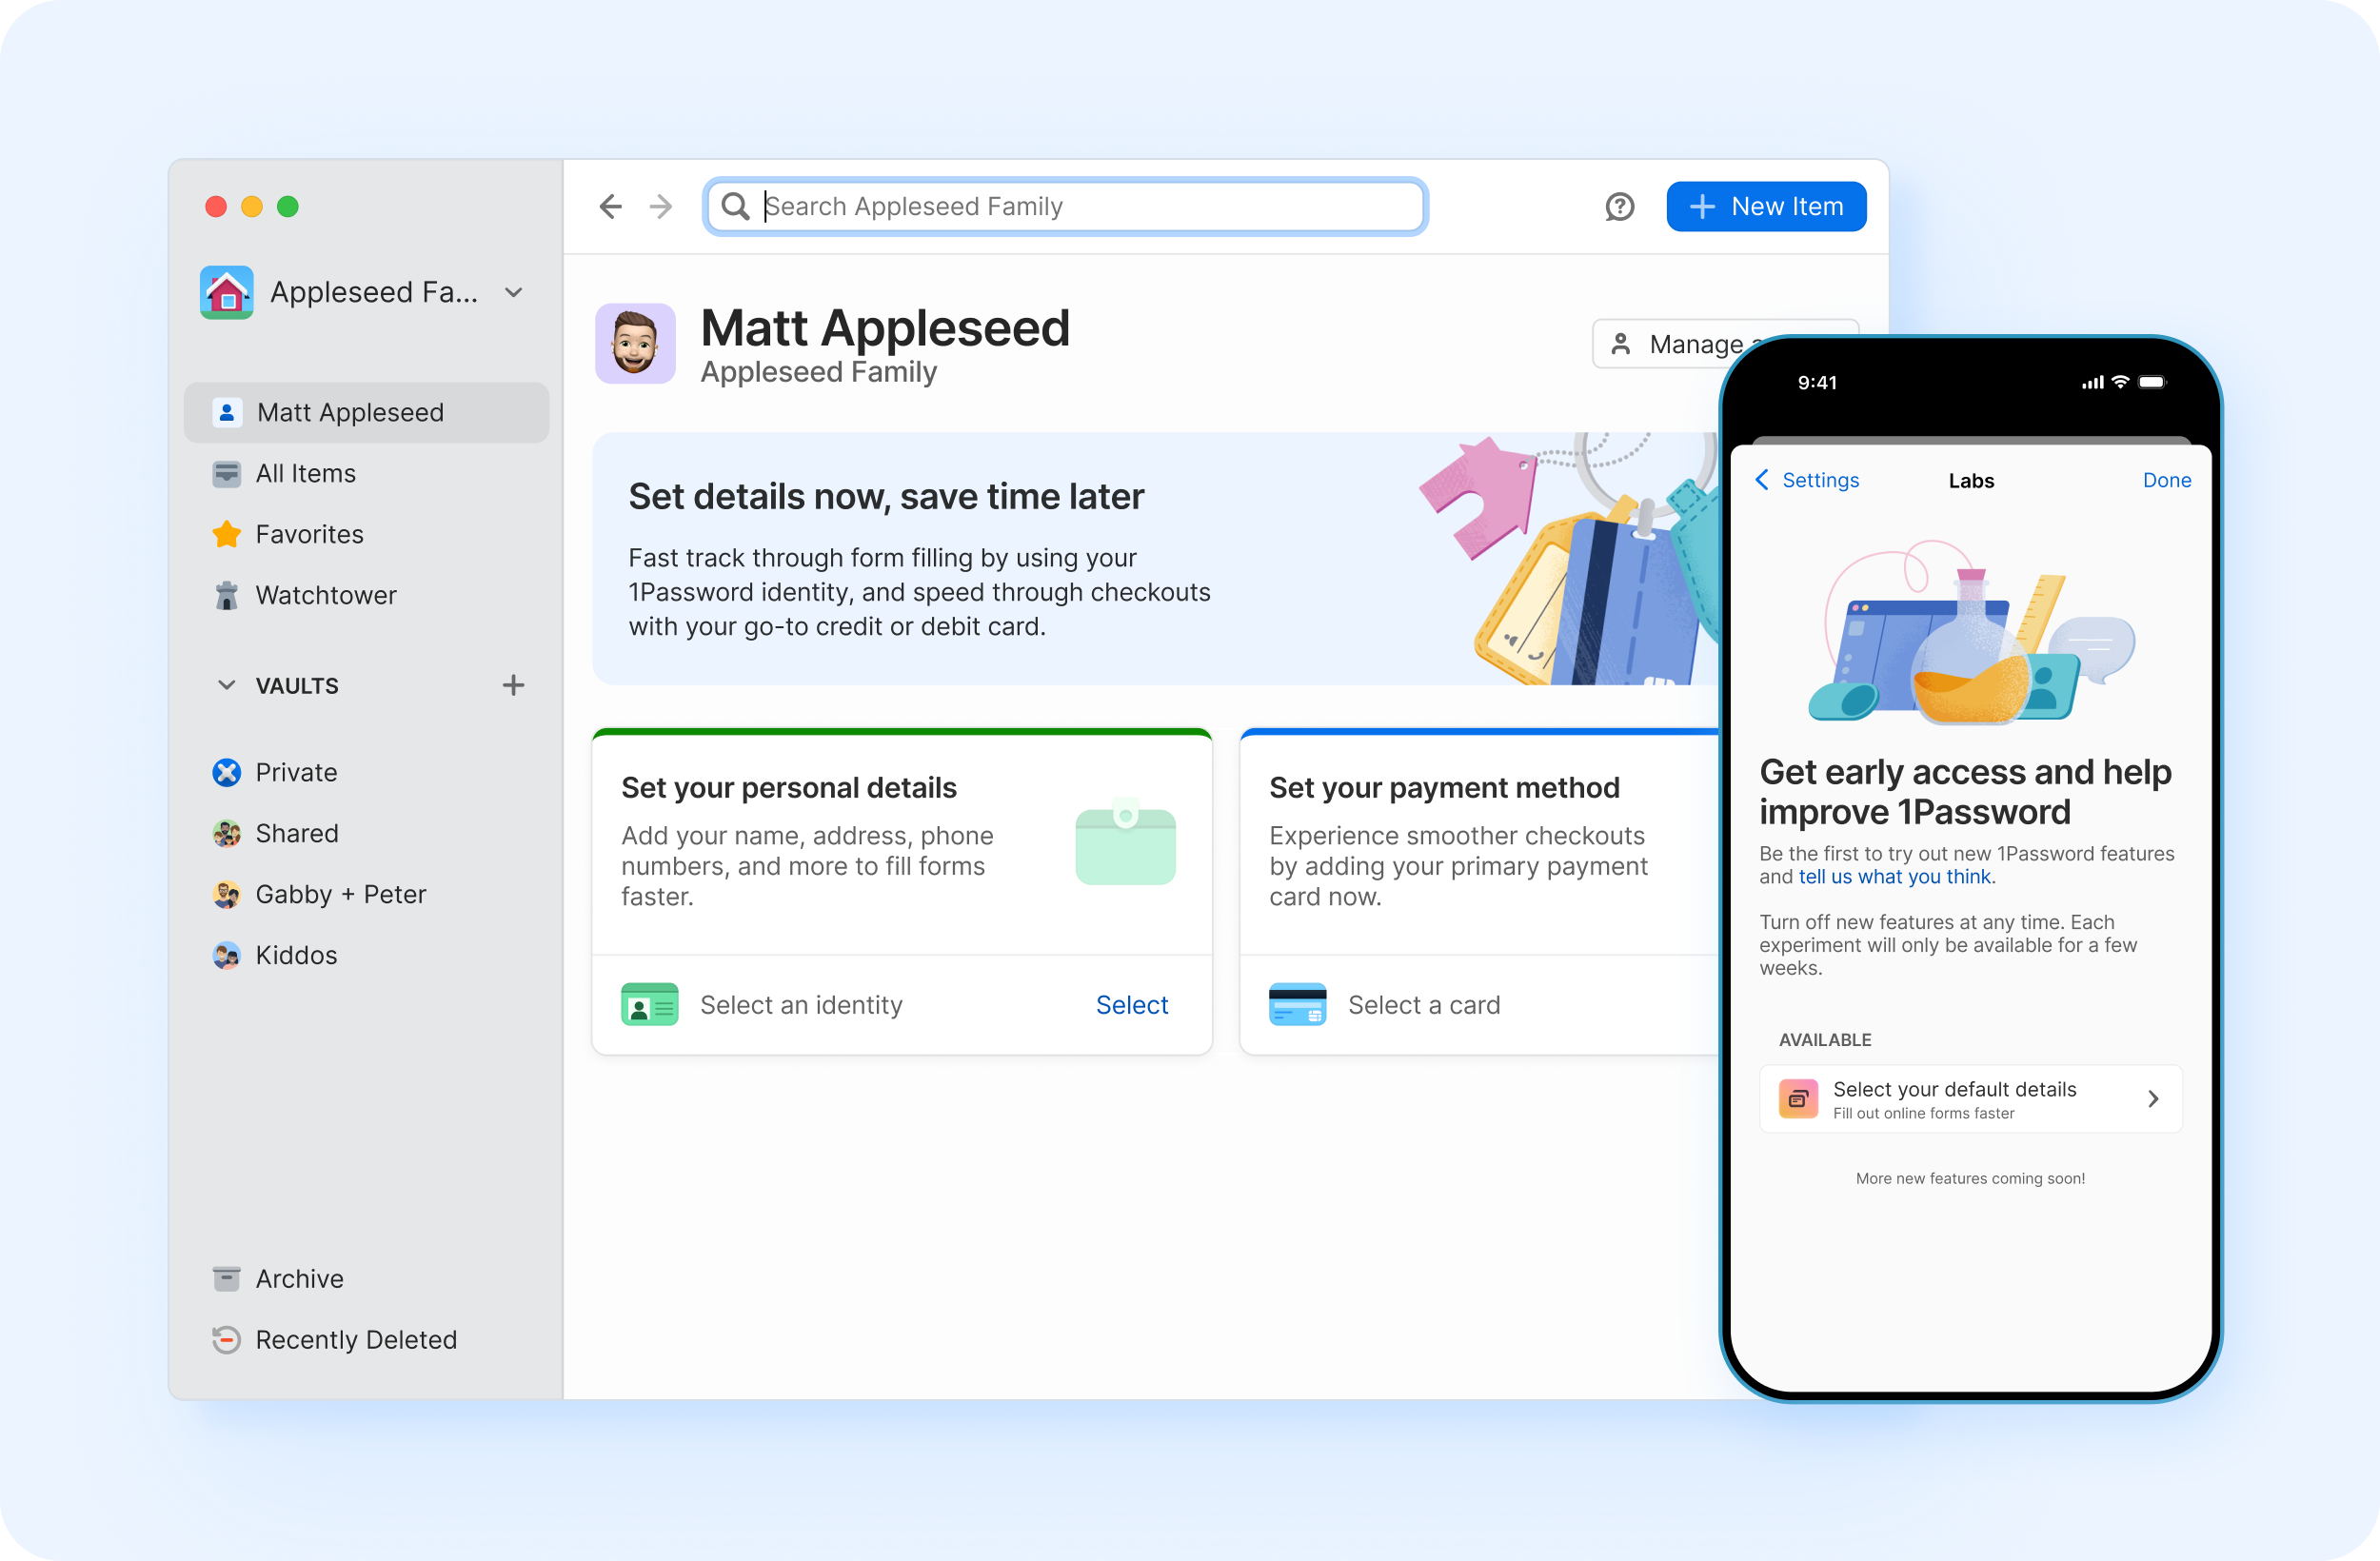 Appleseed Fa...
Matt Appleseed
All Items
Favorites
Watchtower
VAULTS
Private
Shared
Gabby + Peter
Kiddos
Archive
Recently Deleted
Search Appleseed Family
New Item
Matt Appleseed
Appleseed Family
Manage
Set details now, save time later
Fast track through form filling by using your
1Password identity, and speed through checkouts
with your go-to credit or debit card.
Set your personal details
Add your name, address, phone
numbers, and more to fill forms
faster.
Select an identity
Select
Set your payment method
Experience smoother checkouts
by adding your primary payment
card now.
Select a card
9:41
Settings
Labs
Done
Get early access and help
improve 1Password
Be the first to try out new 1Password features
and tell us what you think.
Turn off new features at any time. Each
experiment will only be available for a few
weeks.
AVAILABLE
Select your default details
Fill out online forms faster
More new features coming soon!